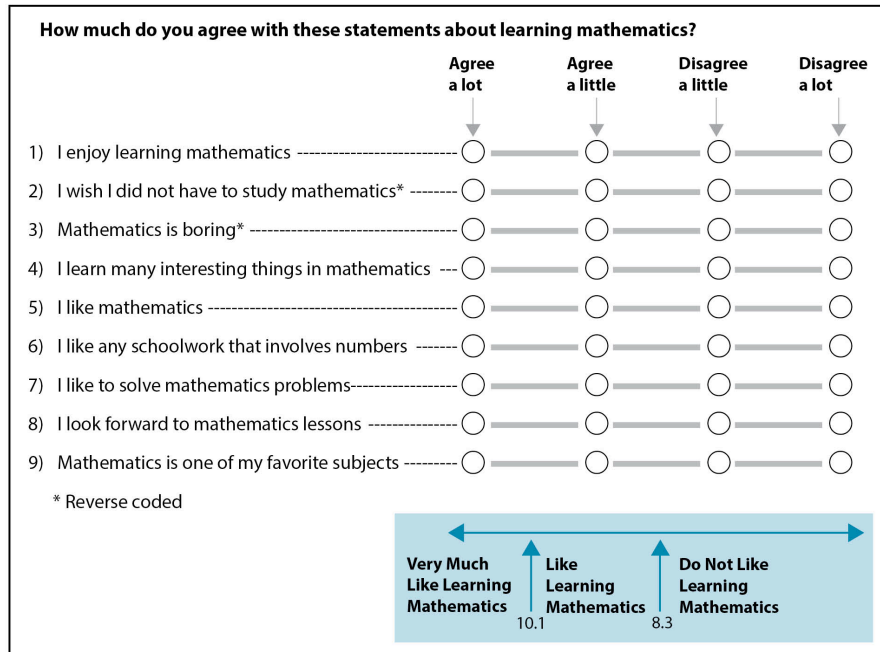 How much do you agree with these statements about learning mathematics?
Agree a lot
Agree a little
Disagree a little
Disagree a lot
1) I enjoy learning mathematics
2) I wish I did not have to study mathematics*
3) Mathematics is boring*
4) I learn many interesting things in mathematics
5) I like mathematics
6) I like any schoolwork that involves numbers
7) I like to solve mathematics problems
8) I look forward to mathematics lessons
9) Mathematics is one of my favorite subjects
* Reverse coded
Very Much
Like Learning
Mathematics
10.1
Like
Learning
Mathematics
8.3
Do Not Like
Learning
Mathematics